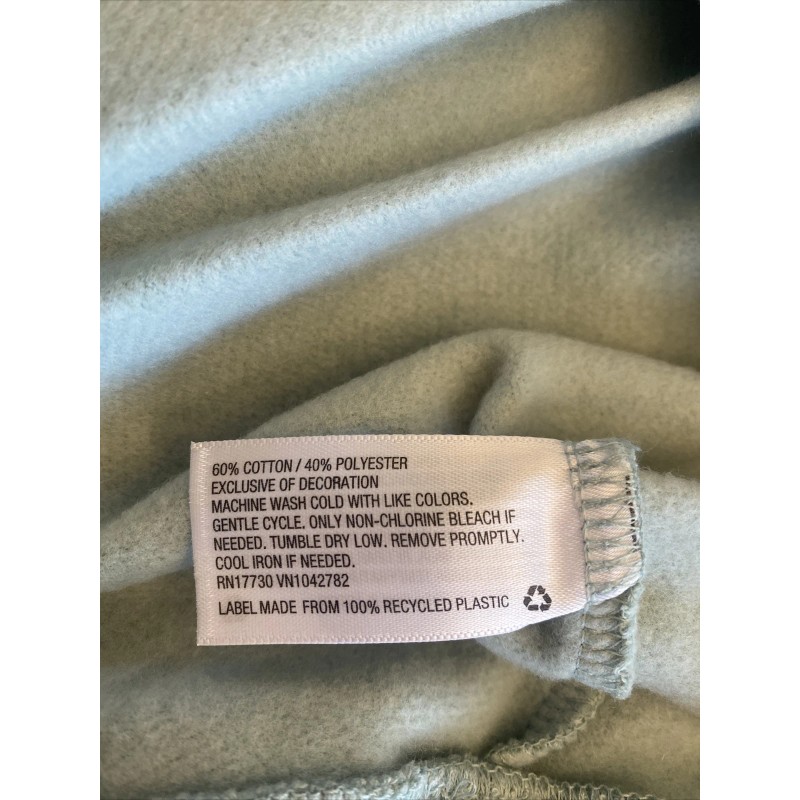 60% COTTON / 40% POLYESTER
EXCLUSIVE OF DECORATION
MACHINE WASH COLD WITH LIKE COLORS.
GENTLE CYCLE. ONLY NON-CHLORINE BLEACH IF
NEEDED. TUMBLE DRY LOW. REMOVE PROMPTLY.
COOL IRON IF NEEDED.
RN17730 VN1042782
LABEL MADE FROM 100% RECYCLED PLASTIC